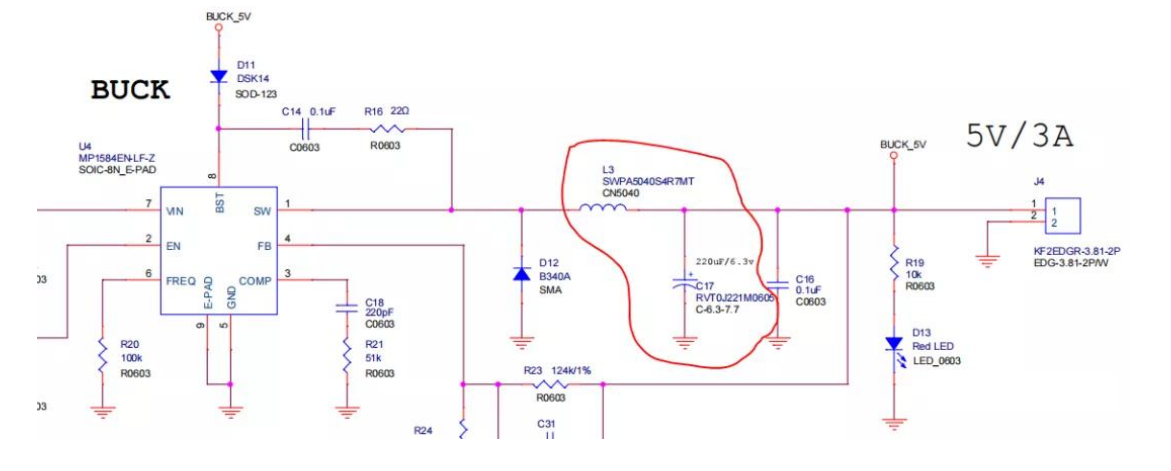 BUCK_5V
D11
DSK14
SOD-123
BUCK
C14 0.1uF
C0603
R16 22Ω
R0603
5V/3A
U4
MP1584EN-LF-Z
SOIC-8N_E-PAD
8
BST
7
VIN
SW
1
2
EN
FB
4
6
FREQ
COMP
3
E-PAD
GND
9
5
L3
SWPA5040S4R7MT
CN5040
BUCK_5V
J4
1
2
1
2
KF2EDGR-3.81-2P
EDG-3.81-2P/W
D12
B340A
SMA
220uF/6.3v
+
C17
RVT0J221M0605
C-6.3-7.7
C16
0.1uF
C0603
R19
10k
R0603
03
C18
220pF
C0603
R20
100k
R0603
R21
51k
R0603
D13
Red LED
LED_0603
R23 124k/1%
R0603
03
R24
C31